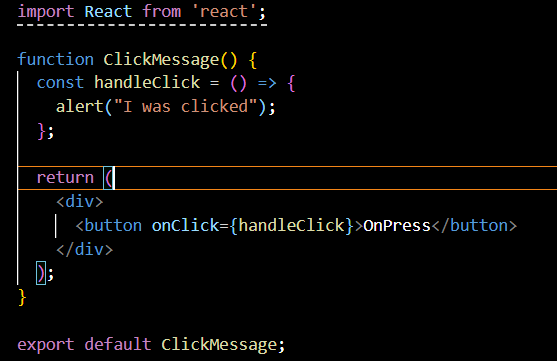 import React from 'react';
function ClickMessage() {
const handleClick = () => {
alert("I was clicked");
};
return (
<div>
<button onClick={handleClick}>OnPress</button>
</div>
);
}
export default ClickMessage;